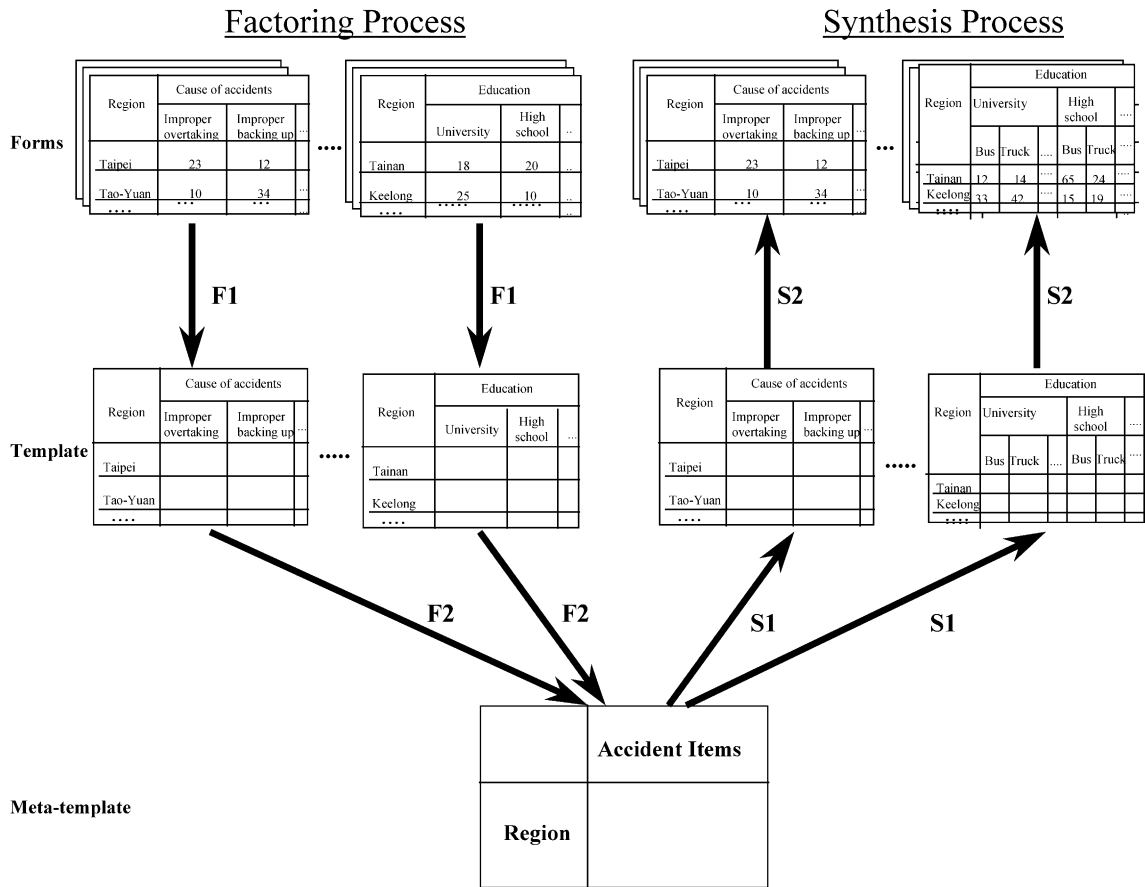 Factoring Process
Synthesis Process
Forms
Region
Cause of accidents
Improper overtaking
Improper backing up
...
Taipei 23 12 ...
Tao-Yuan 10 34 ...
.... ... ... ...
....
Region
Education
University
High school
..
Tainan 18 20 ..
Keelong 25 10 ..
.... ..... ..... ..
Region
Cause of accidents
Improper overtaking
Improper backing up
...
Taipei 23 12 ...
Tao-Yuan 10 34 ...
.... ... ... ...
...
Region
Education
University
High school
....
Bus Truck .... Bus Truck ....
Tainan 12 14 .... 65 24 ....
Keelong 33 42 .... 15 19 ....
....
F1
F1
S2
S2
Template
Region
Cause of accidents
Improper overtaking
Improper backing up
...
Taipei
Tao-Yuan
....
.....
Region
Education
University
High school
...
Tainan
Keelong
....
Region
Cause of accidents
Improper overtaking
Improper backing up
....
Taipei
Tao-Yuan
....
.....
Region
Education
University
High school
....
Bus Truck .... Bus Truck ....
Tainan
Keelong
....
F2
F2
S1
S1
Meta-template
Accident Items
Region